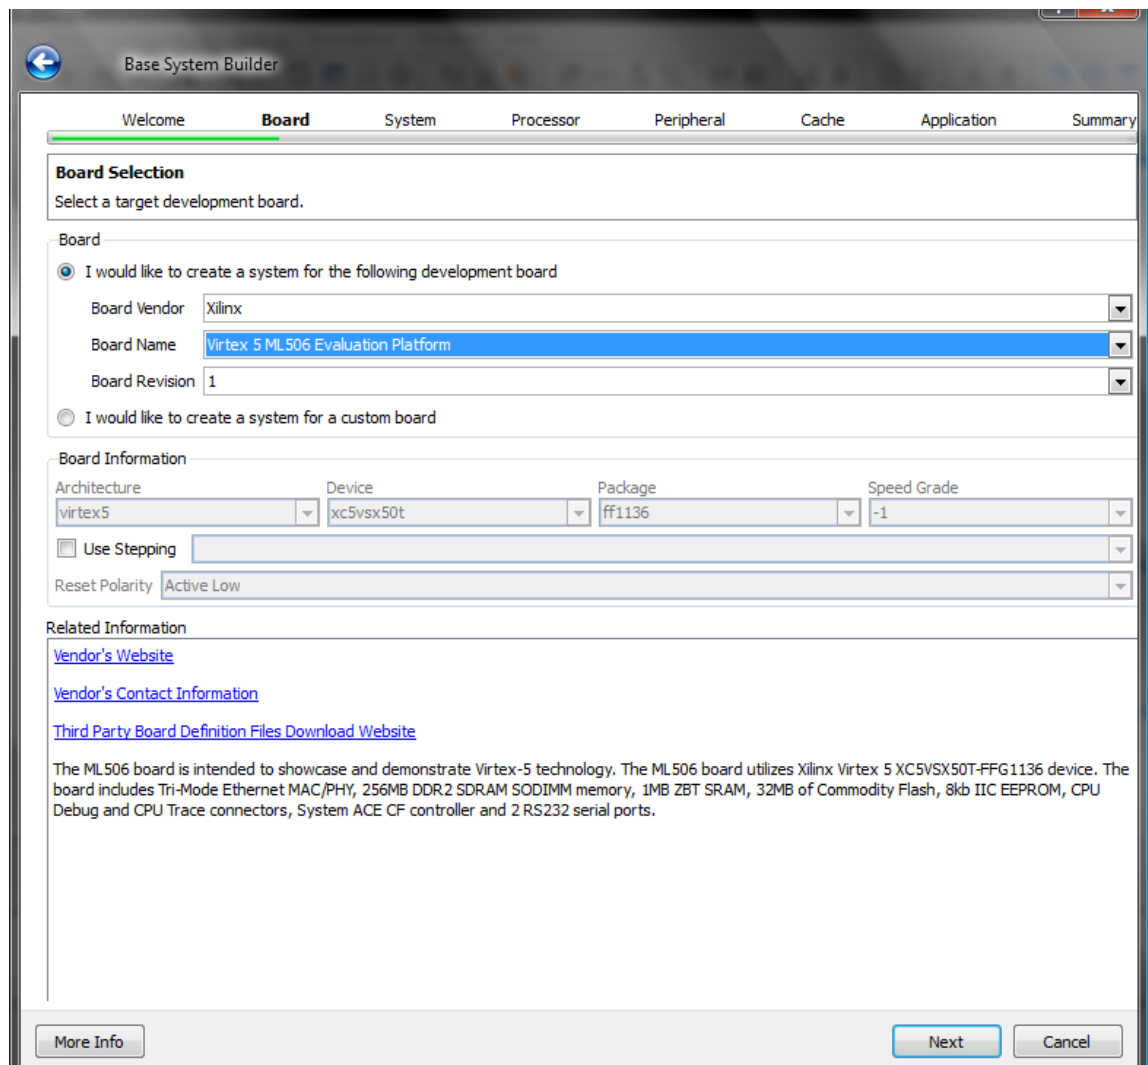 Base System Builder
Welcome Board System Processor Peripheral Cache Application Summary
Board Selection
Select a target development board.
Board
I would like to create a system for the following development board
Board Vendor Xilinx
Board Name Virtex 5 ML506 Evaluation Platform
Board Revision 1
I would like to create a system for a custom board
Board Information
Architecture Device Package Speed Grade
virtex5 xc5vsx50t ff1136 -1
Use Stepping
Reset Polarity Active Low
Related Information
Vendor's Website
Vendor's Contact Information
Third Party Board Definition Files Download Website
The ML506 board is intended to showcase and demonstrate Virtex-5 technology. The ML506 board utilizes Xilinx Virtex 5 XC5VSX50T-FFG1136 device. The
board includes Tri-Mode Ethernet MAC/PHY, 256MB DDR2 SDRAM SODIMM memory, 1MB ZBT SRAM, 32MB of Commodity Flash, 8kb IIC EEPROM, CPU
Debug and CPU Trace connectors, System ACE CF controller and 2 RS232 serial ports.
More Info Next Cancel